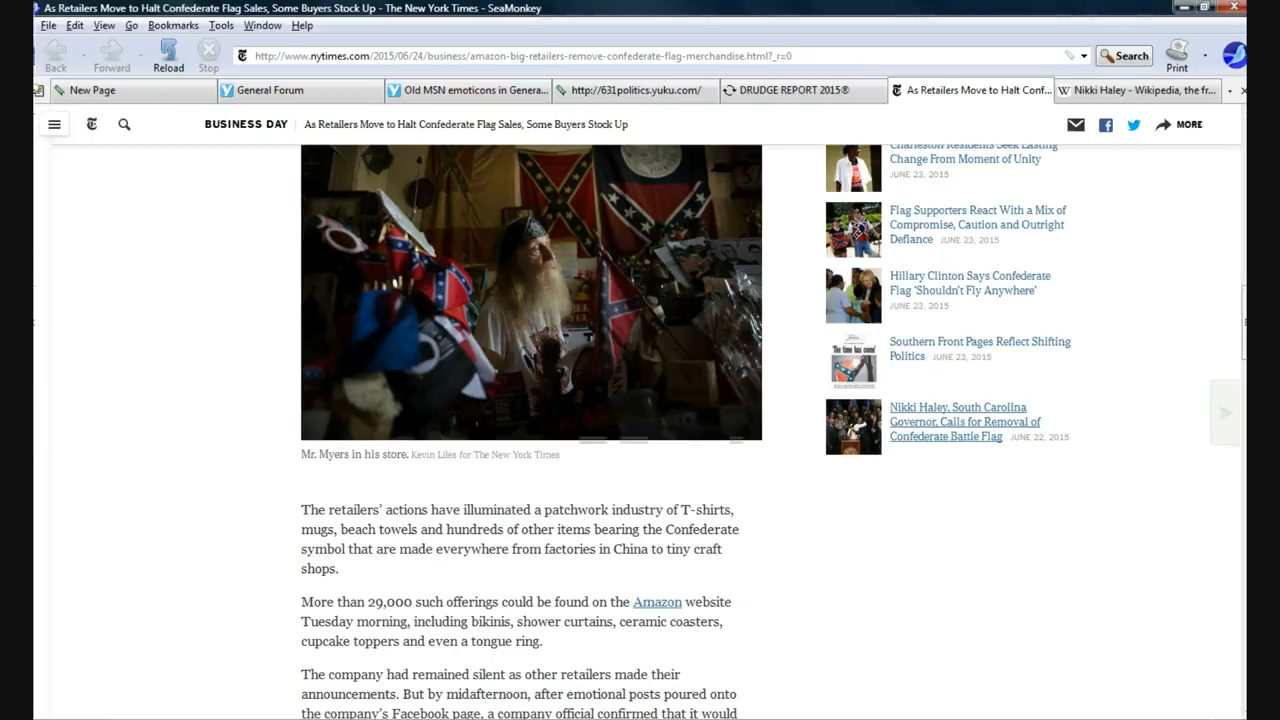 As Retailers Move to Halt Confederate Flag Sales, Some Buyers Stock Up - The New York Times - SeaMonkey
File Edit View Go Bookmarks Tools Window Help
Back Forward Reload Stop http://www.nytimes.com/2015/06/24/business/amazon-big-retailers-remove-confederate-flag-merchandise.html?_r=0 Search Print
New Page General Forum Old MSN emoticons in Genera... http://631politics.yuku.com/ DRUDGE REPORT 2015® As Retailers Move to Halt Conf... Nikki Haley - Wikipedia, the fr...
BUSINESS DAY As Retailers Move to Halt Confederate Flag Sales, Some Buyers Stock Up MORE
Mr. Myers in his store. Kevin Liles for The New York Times
The retailers' actions have illuminated a patchwork industry of T-shirts,
mugs, beach towels and hundreds of other items bearing the Confederate
symbol that are made everywhere from factories in China to tiny craft
shops.
More than 29,000 such offerings could be found on the Amazon website
Tuesday morning, including bikinis, shower curtains, ceramic coasters,
cupcake toppers and even a tongue ring.
The company had remained silent as other retailers made their
announcements. But by midafternoon, after emotional posts poured onto
the company's Facebook page, a company official confirmed that it would
Charleston Residents Seek Lasting
Change From Moment of Unity
JUNE 23, 2015
Flag Supporters React With a Mix of
Compromise, Caution and Outright
Defiance JUNE 23, 2015
Hillary Clinton Says Confederate
Flag 'Shouldn't Fly Anywhere'
JUNE 23, 2015
'The time has come'
Southern Front Pages Reflect Shifting
Politics JUNE 23, 2015
Nikki Haley, South Carolina
Governor, Calls for Removal of
Confederate Battle Flag JUNE 22, 2015